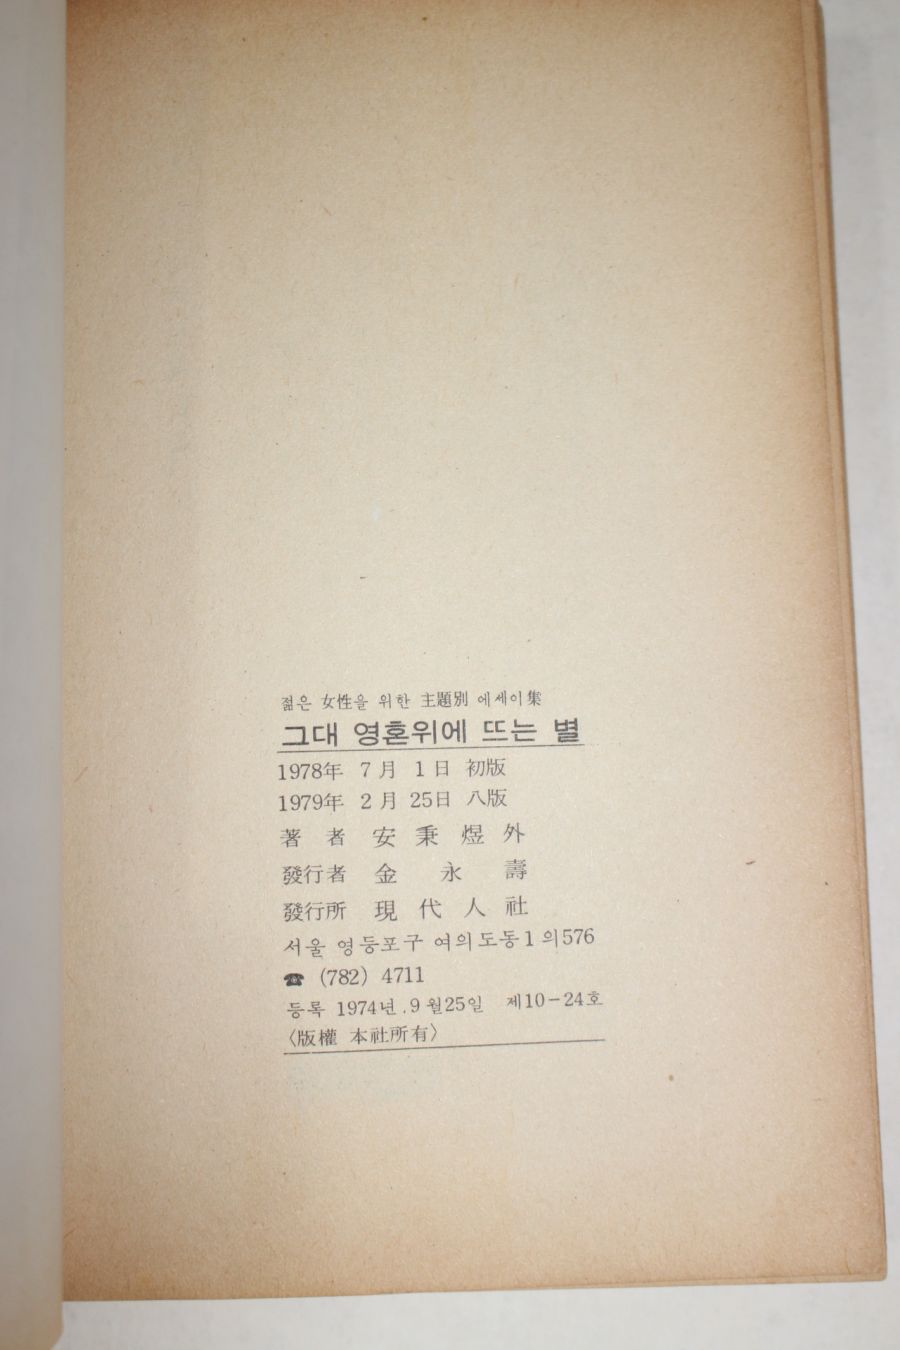 젊은 女性을 위한 主題別 에세이集
그대 영혼위에 뜨는 별
1978年 7月 1日 初版
1979年 2月 25日 八版
著者 安秉煜外
發行者 金永壽
發行所 現代人社
서울 영등포구 여의도동1의576
☎ (782) 4711
등록 1974년.9월25일 제10-24호
〈版權 本社所有〉